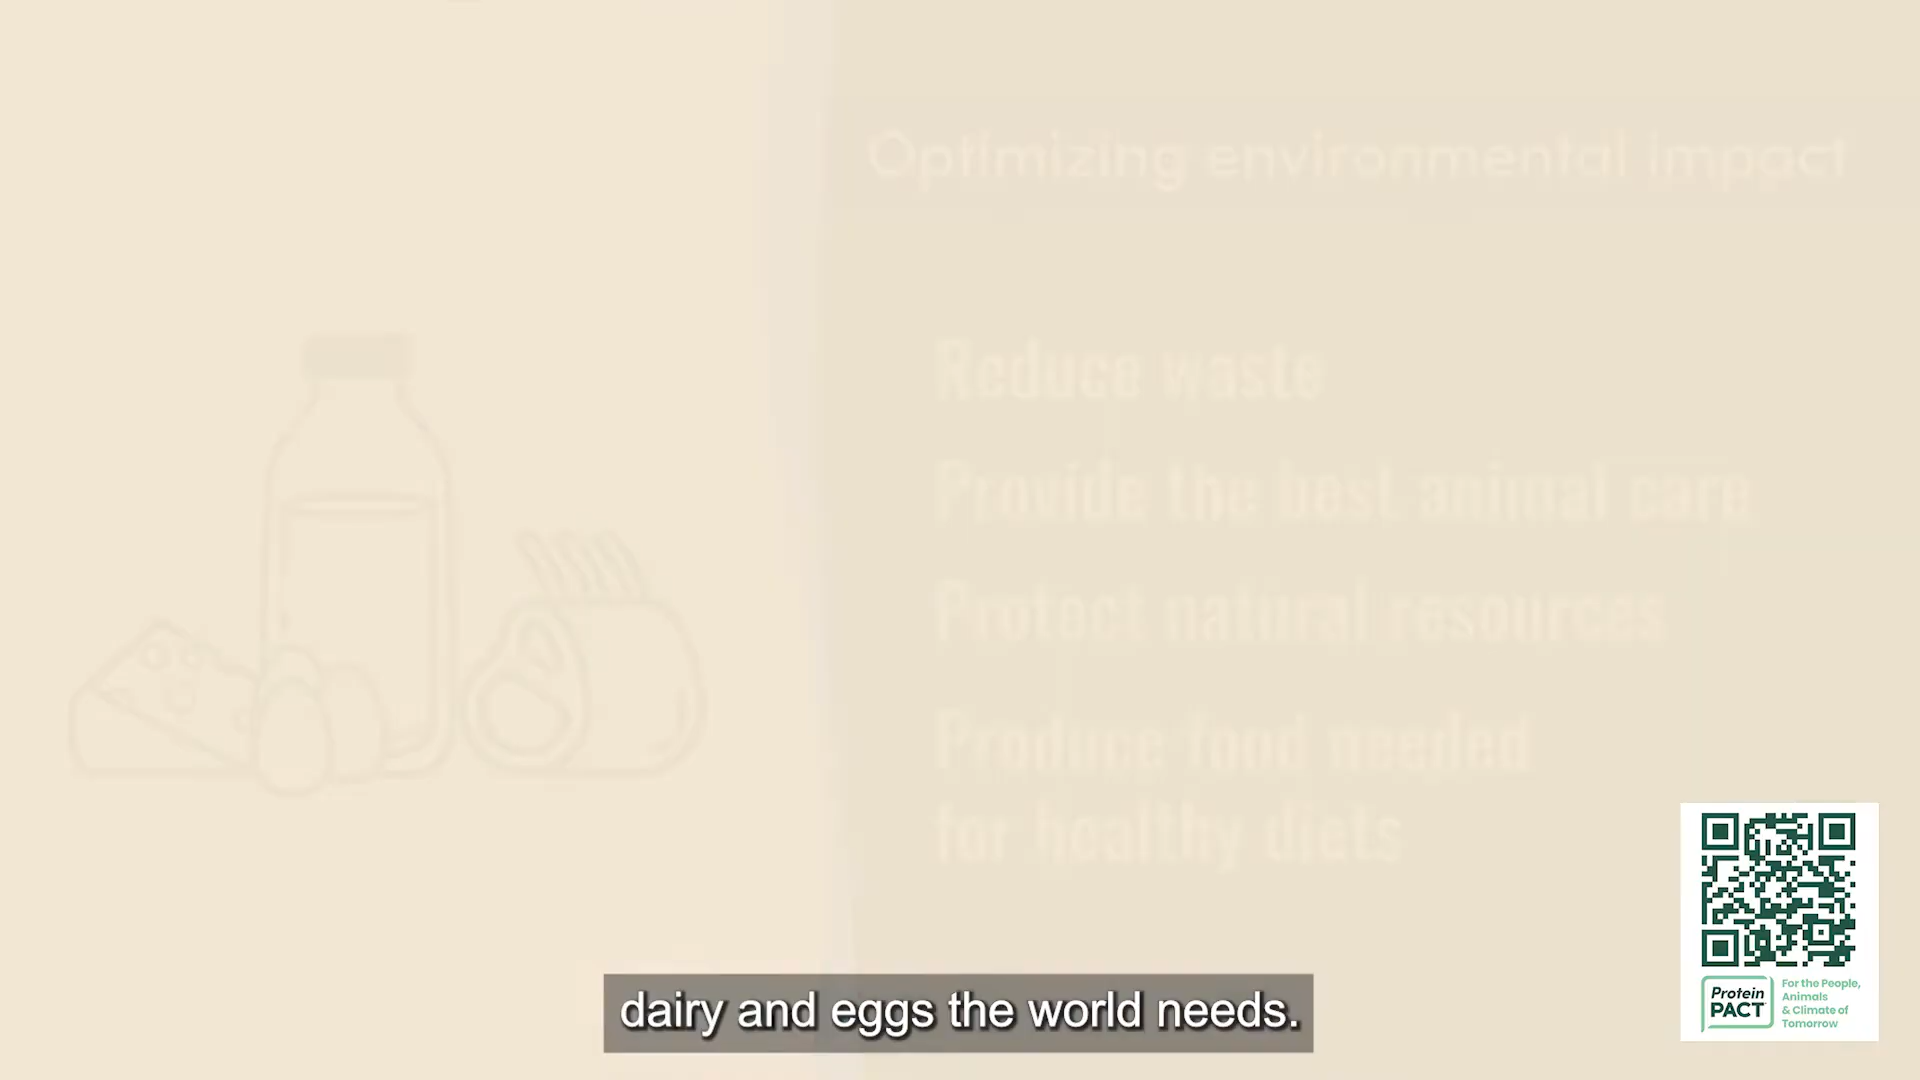 Optimizing environmental impact
Reduce waste
Provide the best animal care
Protect natural resources
Produce food needed
for healthy diets
dairy and eggs the world needs.
Protein
PACT
For the People,
Animals
& Climate of
Tomorrow